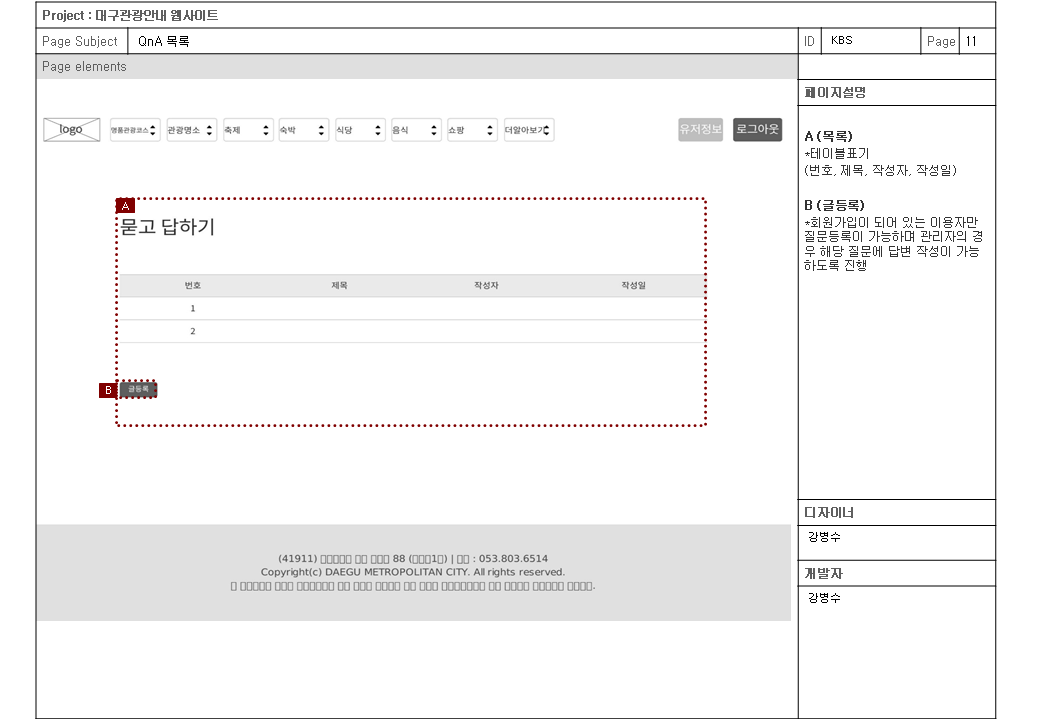 Project : 대구관광안내 웹사이트
Page Subject QnA 목록 ID KBS Page 11
Page elements
페이지설명
logo 명품관광코스 관광명소 축제 숙박 식당 음식 쇼핑 더알아보기 유저정보 로그아웃
A (목록)
*테이블표기
(번호, 제목, 작성자, 작성일)
B (글등록)
*회원가입이 되어 있는 이용자만
질문등록이 가능하며 관리자의 경
우 해당 질문에 답변 작성이 가능
하도록 진행
A
묻고 답하기
번호 제목 작성자 작성일
1
2
B 글등록
디자이너
강병수
개발자
강병수
(41911) 88 ( 1 ) | : 053.803.6514
Copyright(c) DAEGU METROPOLITAN CITY. All rights reserved.